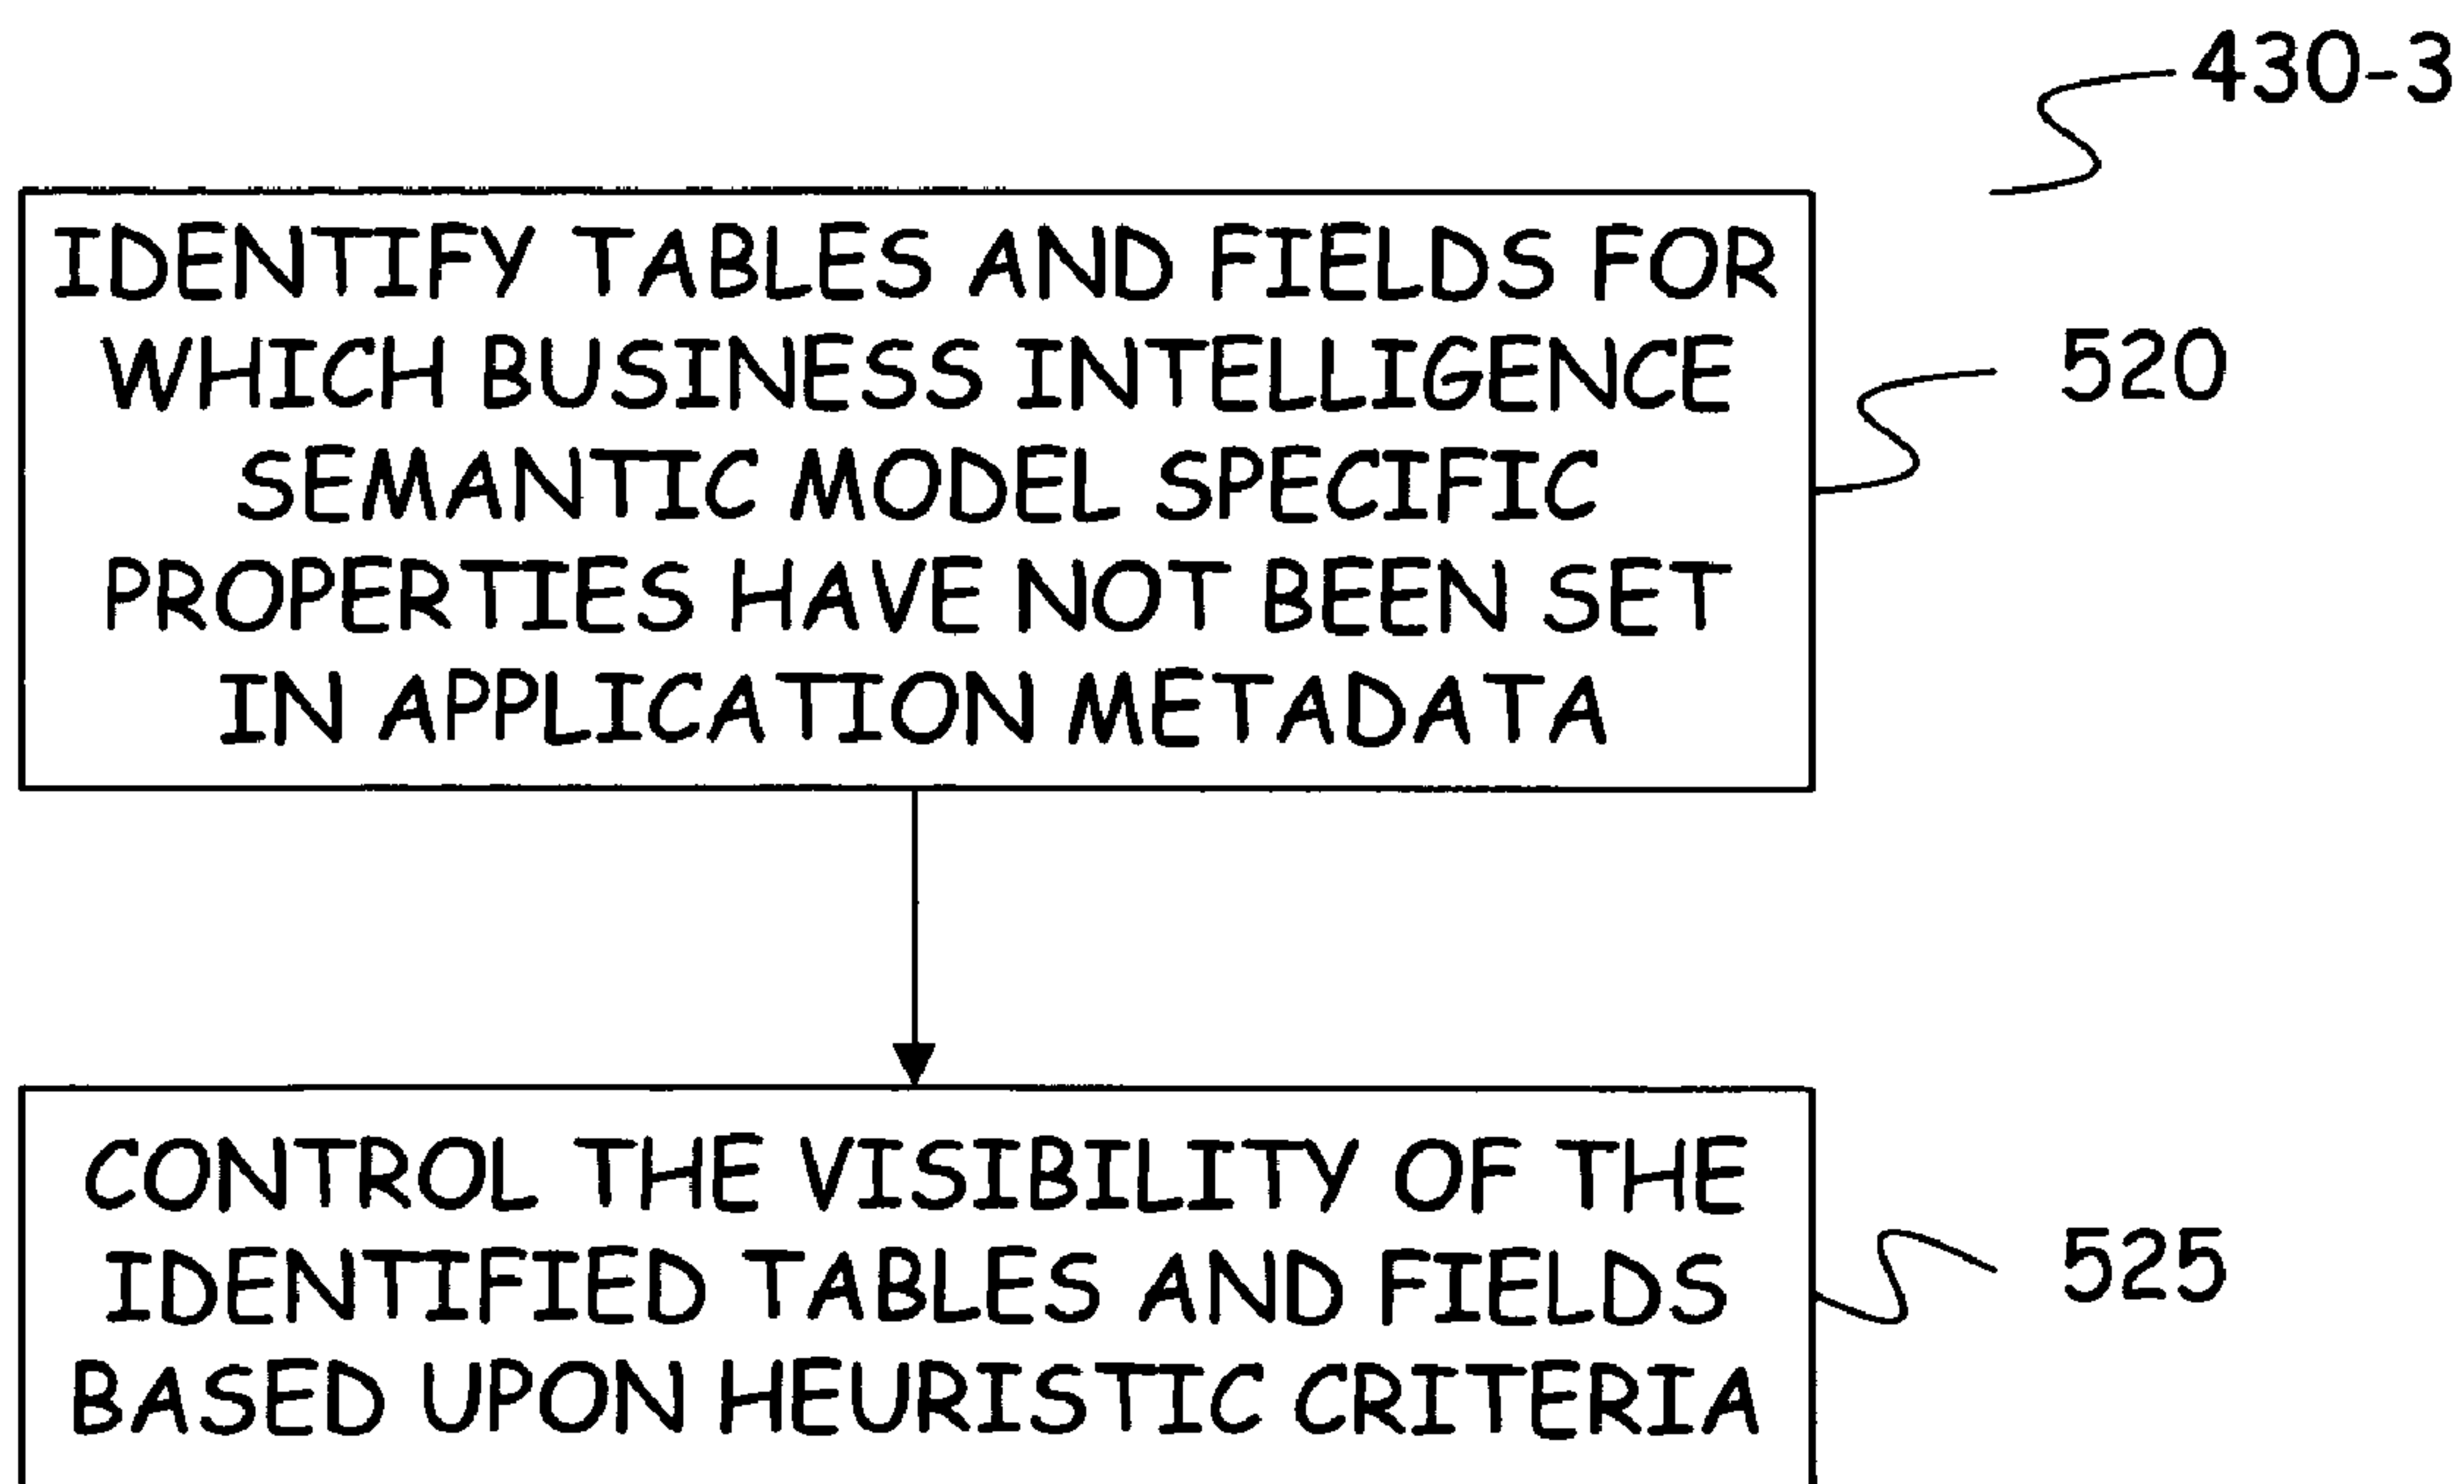 430-3
IDENTIFY TABLES AND FIELDS FOR
WHICH BUSINESS INTELLIGENCE
SEMANTIC MODEL SPECIFIC
PROPERTIES HAVE NOT BEEN SET
IN APPLICATION METADATA
520
CONTROL THE VISIBILITY OF THE
IDENTIFIED TABLES AND FIELDS
BASED UPON HEURISTIC CRITERIA
525